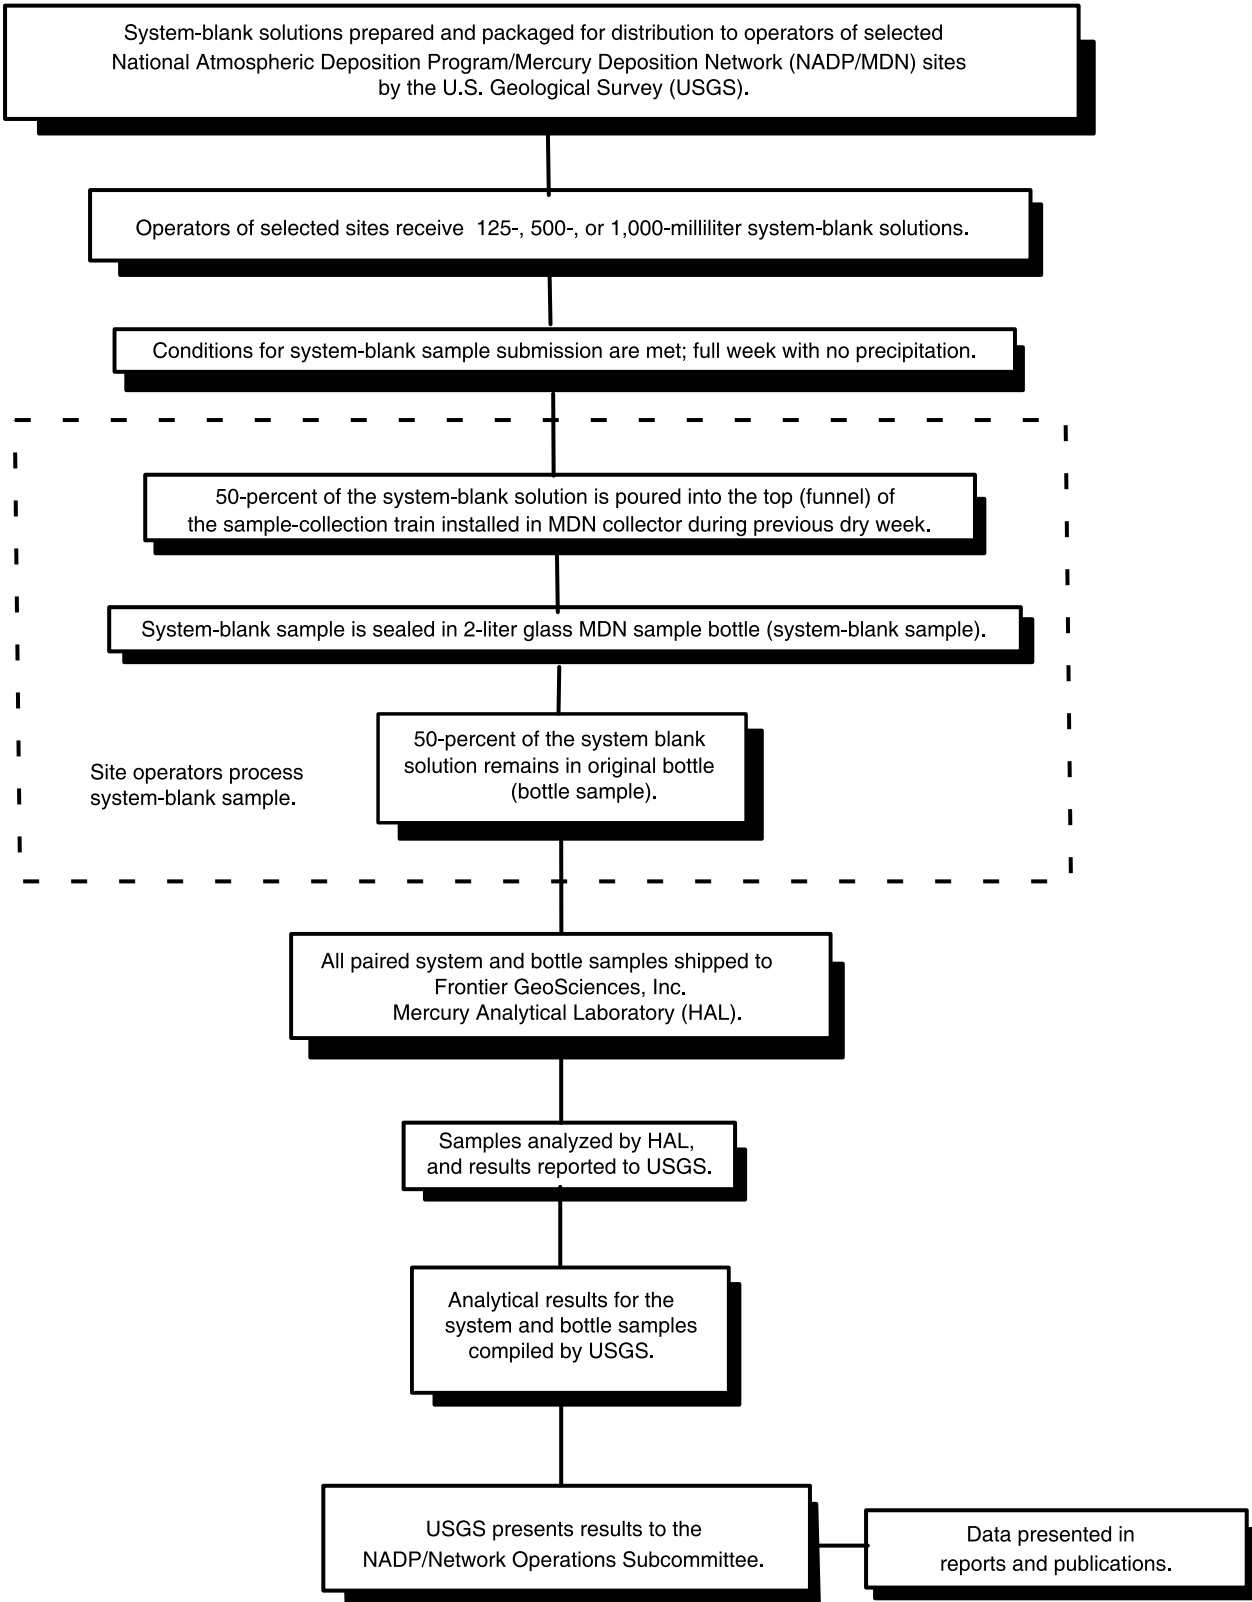 System-blank solutions prepared and packaged for distribution to operators of selected
National Atmospheric Deposition Program/Mercury Deposition Network (NADP/MDN) sites
by the U.S. Geological Survey (USGS).
Operators of selected sites receive 125-, 500-, or 1,000-milliliter system-blank solutions.
Conditions for system-blank sample submission are met; full week with no precipitation.
50-percent of the system-blank solution is poured into the top (funnel) of
the sample-collection train installed in MDN collector during previous dry week.
System-blank sample is sealed in 2-liter glass MDN sample bottle (system-blank sample).
50-percent of the system blank
solution remains in original bottle
(bottle sample).
Site operators process
system-blank sample.
All paired system and bottle samples shipped to
Frontier GeoSciences, Inc.
Mercury Analytical Laboratory (HAL).
Samples analyzed by HAL,
and results reported to USGS.
Analytical results for the
system and bottle samples
compiled by USGS.
USGS presents results to the
NADP/Network Operations Subcommittee.
Data presented in
reports and publications.